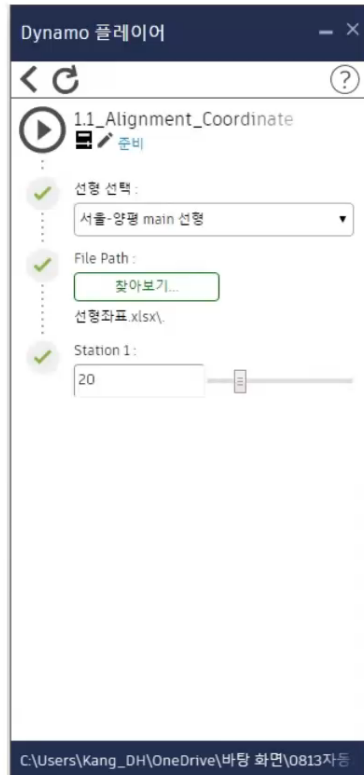 Dynamo 플레이어
1.1_Alignment_Coordinate
준비
선형 선택 :
서울-양평 main 선형
File Path :
찾아보기...
선형좌표.xlsx\.
Station 1 :
20
C:\Users\Kang_DH\OneDrive\바탕 화면\0813자동